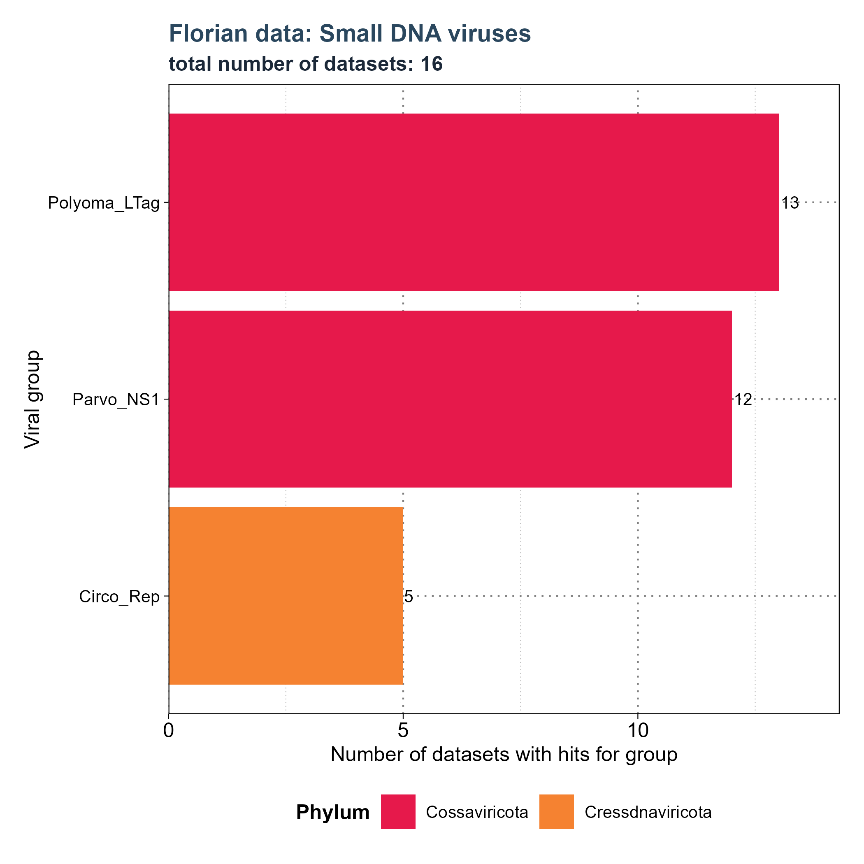 Florian data: Small DNA viruses
total number of datasets: 16
Viral group
Polyoma_LTag
13
Parvo_NS1
12
Circo_Rep
5
0 5 10
Number of datasets with hits for group
Phylum Cossaviricota Cressdnaviricota